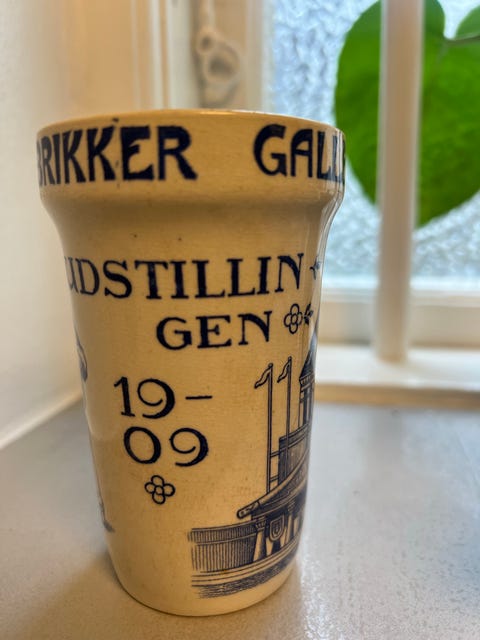 BRIKKER GALL
UDSTILLIN
GEN
19-
09